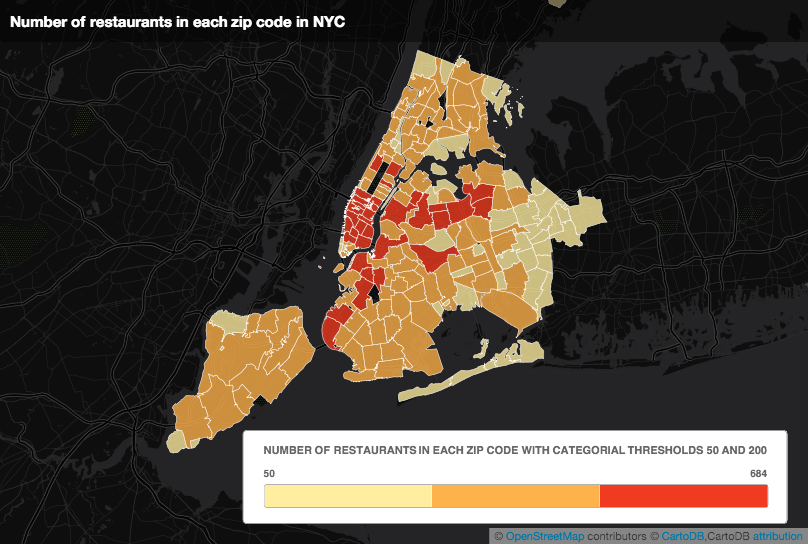 Number of restaurants in each zip code in NYC
NUMBER OF RESTAURANTS IN EACH ZIP CODE WITH CATEGORIAL THRESHOLDS 50 AND 200
50 684
© OpenStreetMap contributors © CartoDB,CartoDB attribution